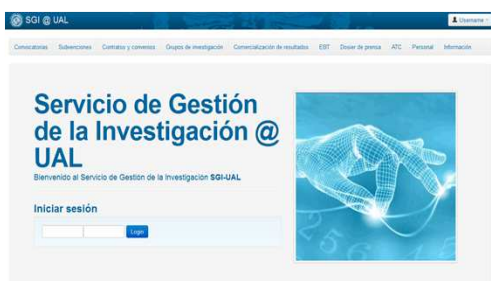 SGI @ UAL
Username
Convocatorias Subvenciones Contratos y convenios Grupos de investigación Comercialización de resultados EBT Dosier de prensa ATC Personal Información
Servicio de Gestión
de la Investigación @
UAL
Bienvenido al Servicio de Gestión de la Investigación SGI-UAL
Iniciar sesión
Login